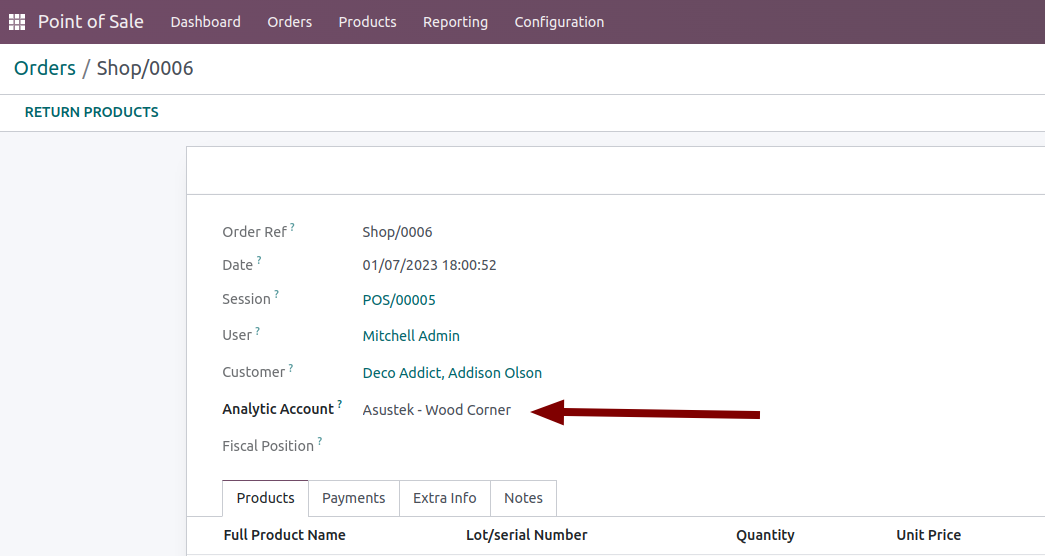 Point of Sale Dashboard Orders Products Reporting Configuration
Orders / Shop/0006
RETURN PRODUCTS
Order Ref ? Shop/0006
Date ? 01/07/2023 18:00:52
Session ? POS/00005
User ? Mitchell Admin
Customer ? Deco Addict, Addison Olson
Analytic Account ? Asustek - Wood Corner
Fiscal Position ?
Products Payments Extra Info Notes
Full Product Name Lot/serial Number Quantity Unit Price